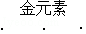 金元素
. . .